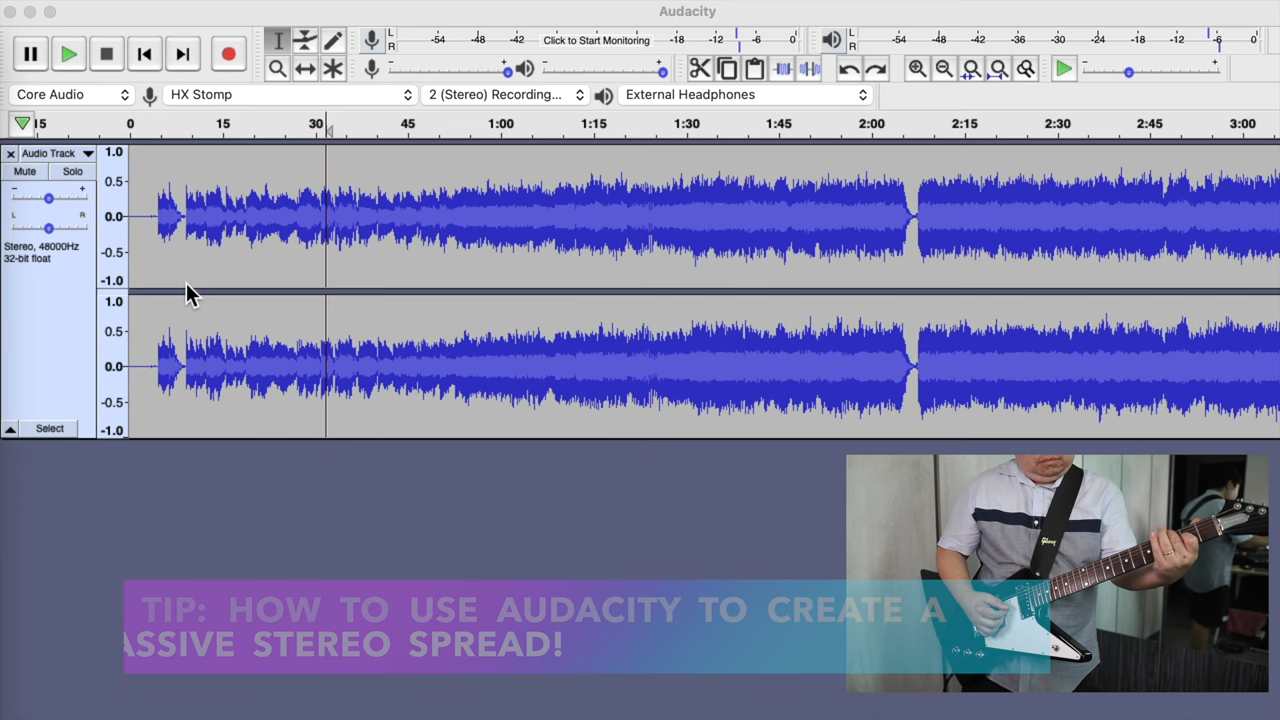 Audacity
L
R
-54 -48 -42 Click to Start Monitoring -18 -12 -6 0
L
R
-54 -48 -42 -36 -30 -24 -18 -12 -6 0
Core Audio HX Stomp 2 (Stereo) Recording... External Headphones
15 0 15 30 45 1:00 1:15 1:30 1:45 2:00 2:15 2:30 2:45 3:00
Audio Track
Mute Solo
- +
L R
Stereo, 48000Hz
32-bit float
Select
1.0
0.5
0.0
-0.5
-1.0
1.0
0.5
0.0
-0.5
-1.0
Gibson
TIP: HOW TO USE AUDACITY TO CREATE A
ASSIVE STEREO SPREAD!